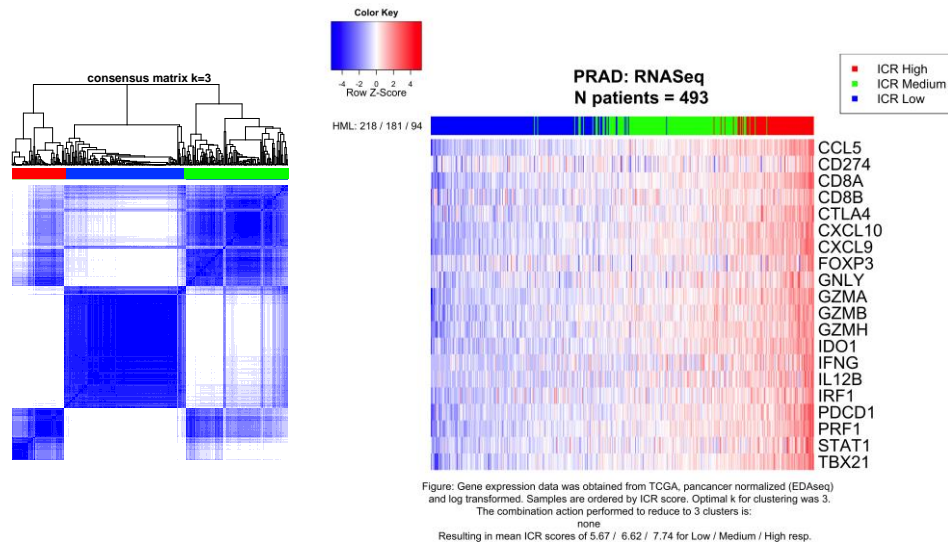 consensus matrix k=3
Color Key
-4 -2 0 2 4
Row Z-Score
PRAD: RNASeq
N patients = 493
ICR High
ICR Medium
ICR Low
HML: 218 / 181 / 94
CCL5
CD274
CD8A
CD8B
CTLA4
CXCL10
CXCL9
FOXP3
GNLY
GZMA
GZMB
GZMH
IDO1
IFNG
IL12B
IRF1
PDCD1
PRF1
STAT1
TBX21
Figure: Gene expression data was obtained from TCGA, pancancer normalized (EDAseq)
and log transformed. Samples are ordered by ICR score. Optimal k for clustering was 3.
The combination action performed to reduce to 3 clusters is:
none
Resulting in mean ICR scores of 5.67 / 6.62 / 7.74 for Low / Medium / High resp.